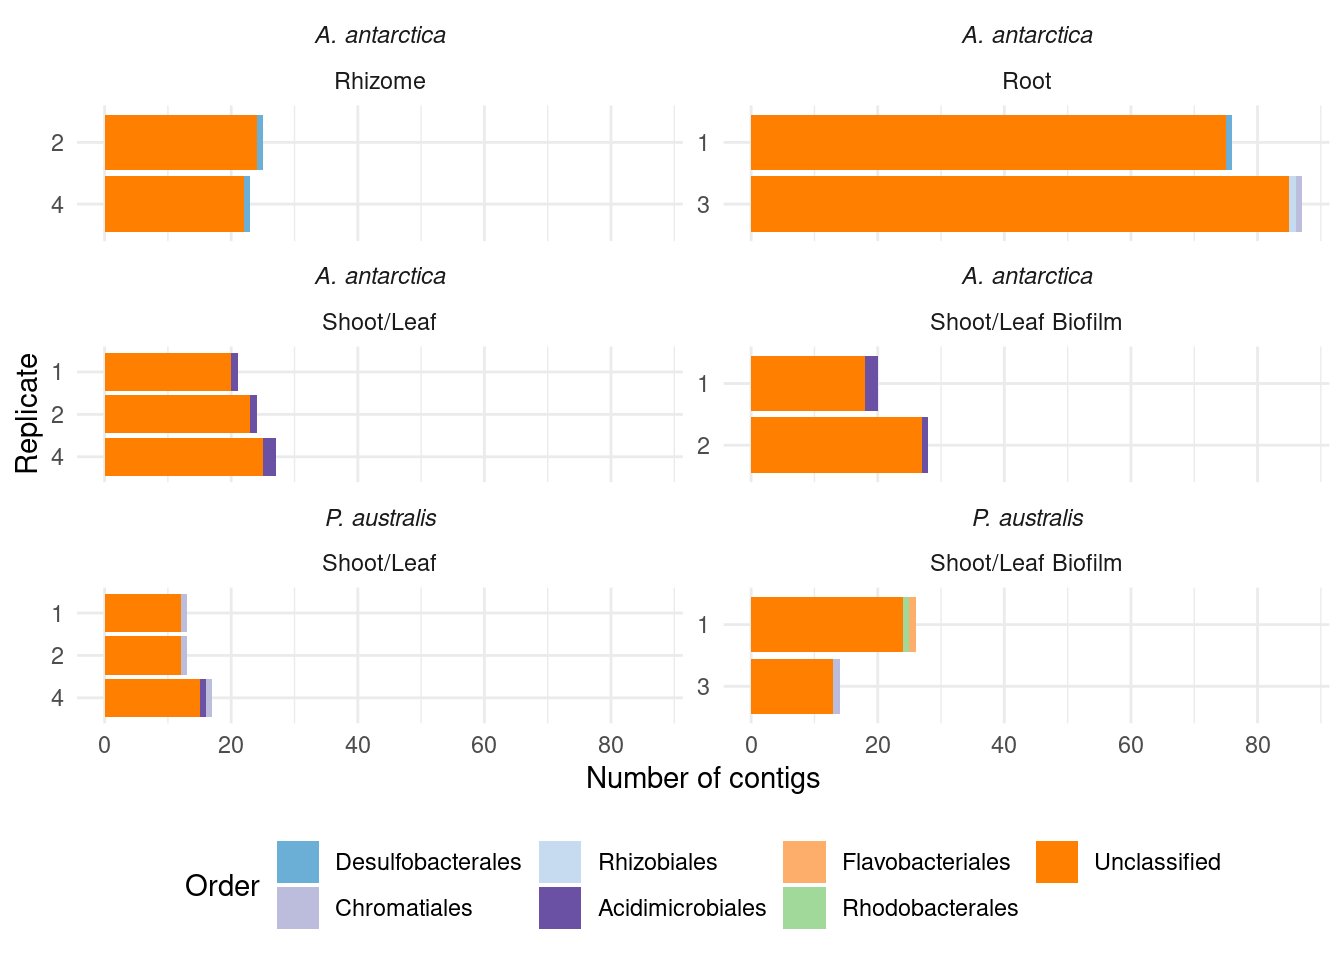 A. antarctica
Rhizome
2
4
A. antarctica
Root
1
3
A. antarctica
Shoot/Leaf
1
2
4
A. antarctica
Shoot/Leaf Biofilm
1
2
P. australis
Shoot/Leaf
1
2
4
0 20 40 60 80
P. australis
Shoot/Leaf Biofilm
1
3
0 20 40 60 80
Replicate
Number of contigs
Order
Desulfobacterales
Rhizobiales
Flavobacteriales
Unclassified
Chromatiales
Acidimicrobiales
Rhodobacterales